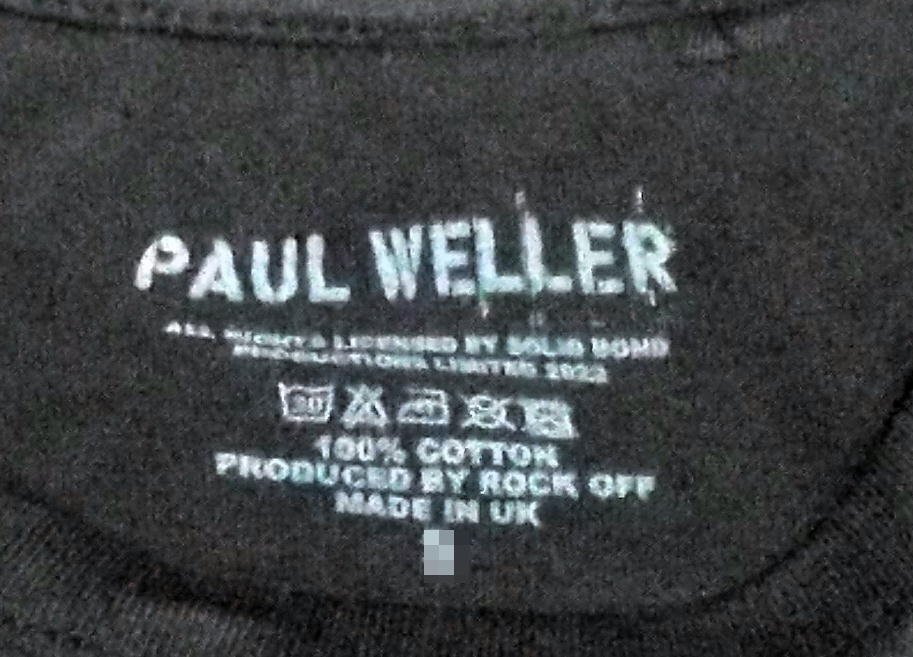 PAUL WELLER
ALL RIGHTS LICENSED BY SOLID BOND
PRODUCTIONS LIMITED 2022
30
100% COTTON
PRODUCED BY ROCK OFF
MADE IN UK